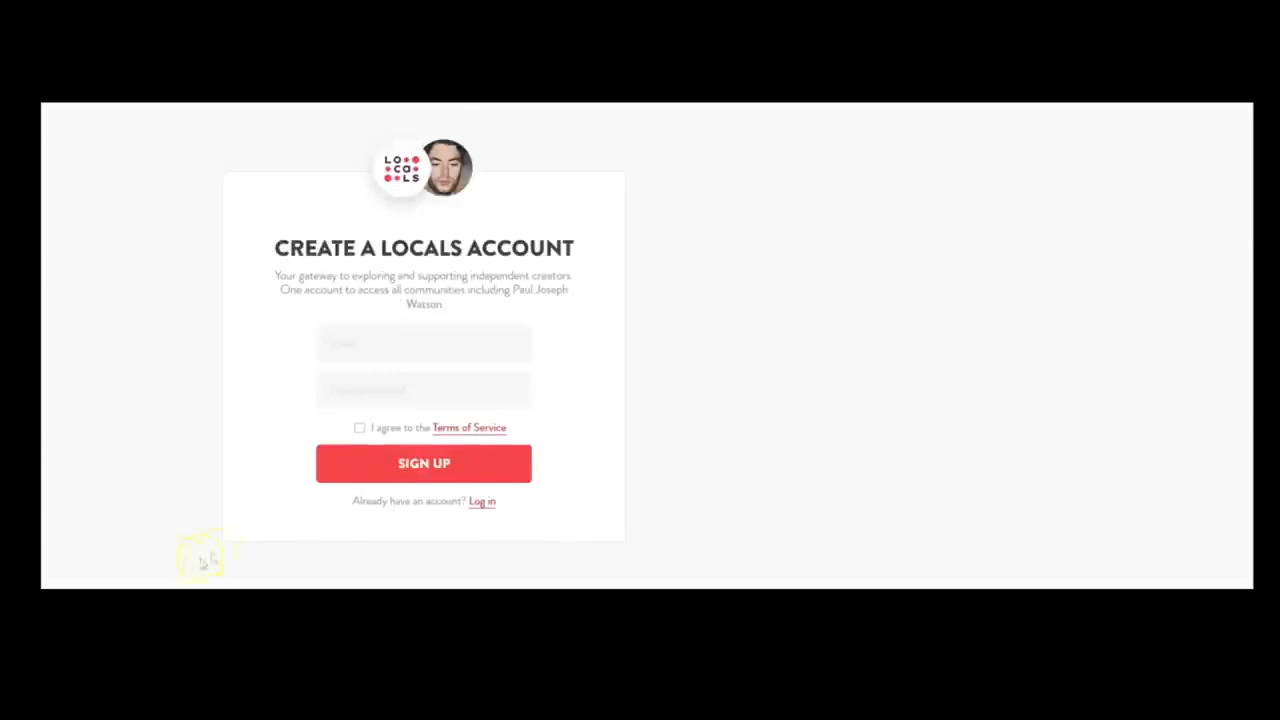 LO
CA
LS
CREATE A LOCALS ACCOUNT
Your gateway to exploring and supporting independent creators.
One account to access all communities including Paul Joseph
Watson
I agree to the Terms of Service
SIGN UP
Already have an account? Log in